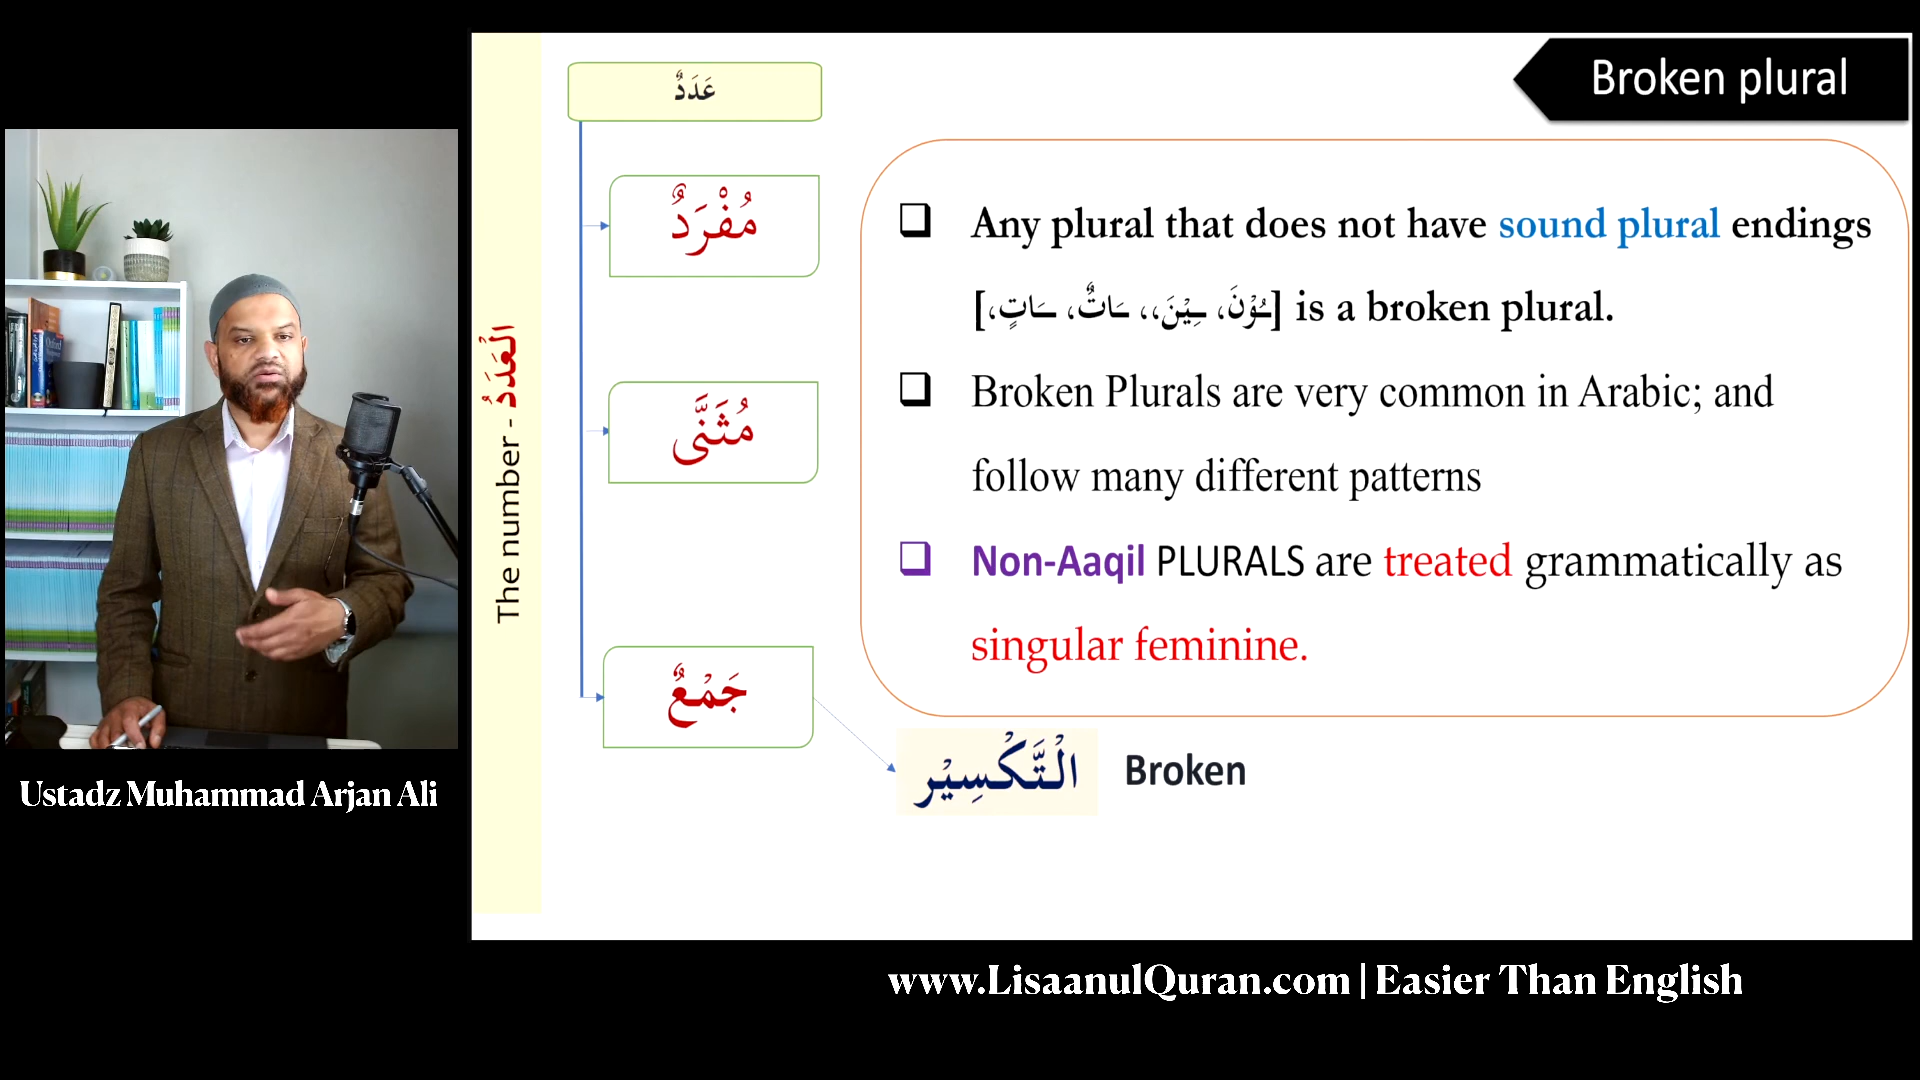 Broken plural
عَدَدٌ
مُفْرَدٌ
مُثَنَّى
جَمْعٌ
The number - الْعَدَدُ
Any plural that does not have sound plural endings
[ـُوْنَ، ـِيْنَ،، ـَاتٌ، ـَاتٍ،] is a broken plural.
Broken Plurals are very common in Arabic; and
follow many different patterns
Non-Aaqil PLURALS are treated grammatically as
singular feminine.
التَّكْسِيْر Broken
Ustadz Muhammad Arjan Ali
www.LisaanulQuran.com | Easier Than English